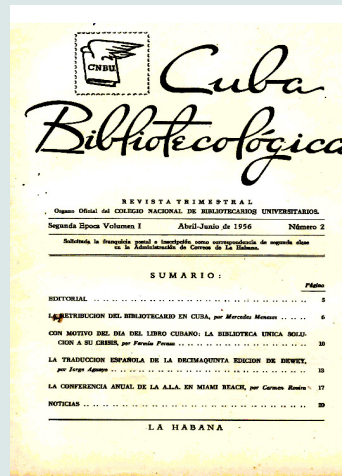 CNBU
Cuba
Bibliotecológica
REVISTA TRIMESTRAL
Organo Oficial del COLEGIO NACIONAL DE BIBLIOTECARIOS UNIVERSITARIOS.
Segunda Epoca Volumen I Abril-Junio de 1956 Número 2
Solicitada la franquicia postal e inscripción como correspondencia de segunda clase
en la Administración de Correos de La Habana.
SUMARIO:
Página
EDITORIAL 5
LA RETRIBUCION DEL BIBLIOTECARIO EN CUBA, por Mercedes Meneses 6
CON MOTIVO DEL DIA DEL LIBRO CUBANO: LA BIBLIOTECA UNICA SOLU-
CION A SU CRISIS, por Fermín Peraza 10
LA TRADUCCION ESPAÑOLA DE LA DECIMAQUINTA EDICION DE DEWEY,
por Jorge Aguayo 13
LA CONFERENCIA ANUAL DE LA A.L.A. EN MIAMI BEACH, por Carmen Rovira 17
NOTICIAS 20
LA HABANA